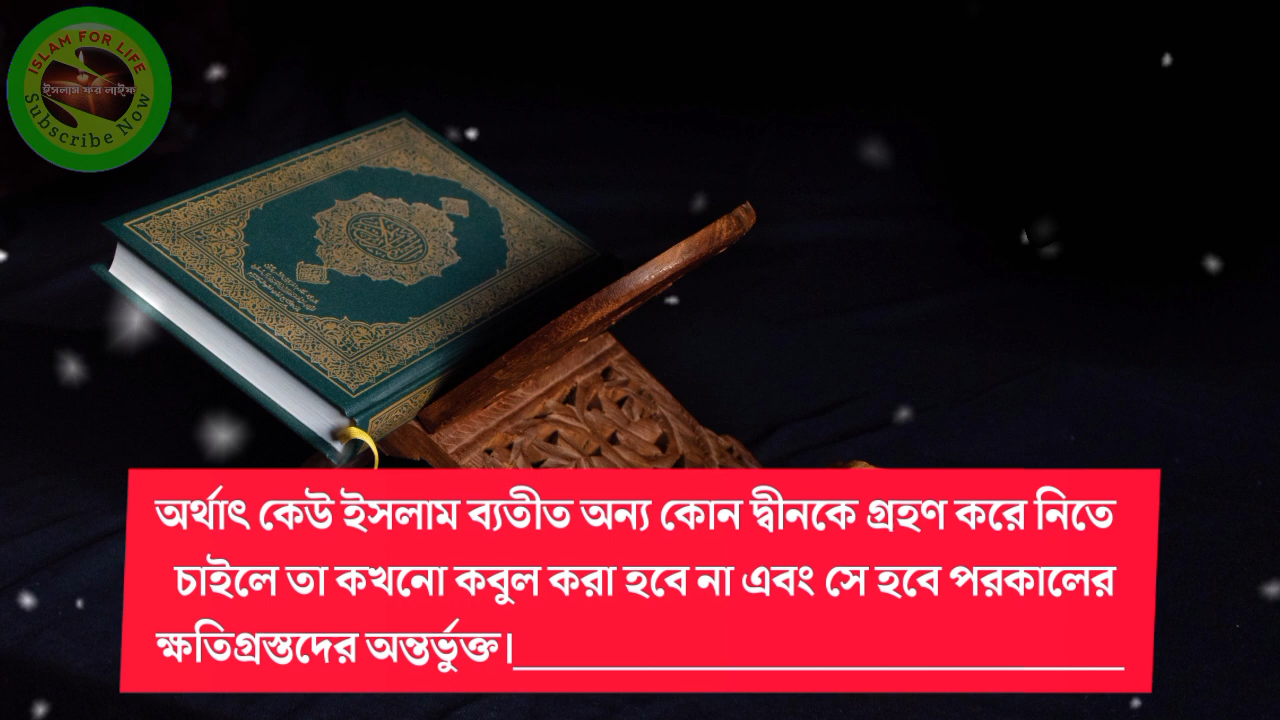 ISLAM FOR LIFE
ইসলাম ফর লাইফ
Subscribe Now
অর্থাৎ কেউ ইসলাম ব্যতীত অন্য কোন দ্বীনকে গ্রহণ করে নিতে
চাইলে তা কখনো কবুল করা হবে না এবং সে হবে পরকালের
ক্ষতিগ্রস্তদের অন্তর্ভুক্ত।